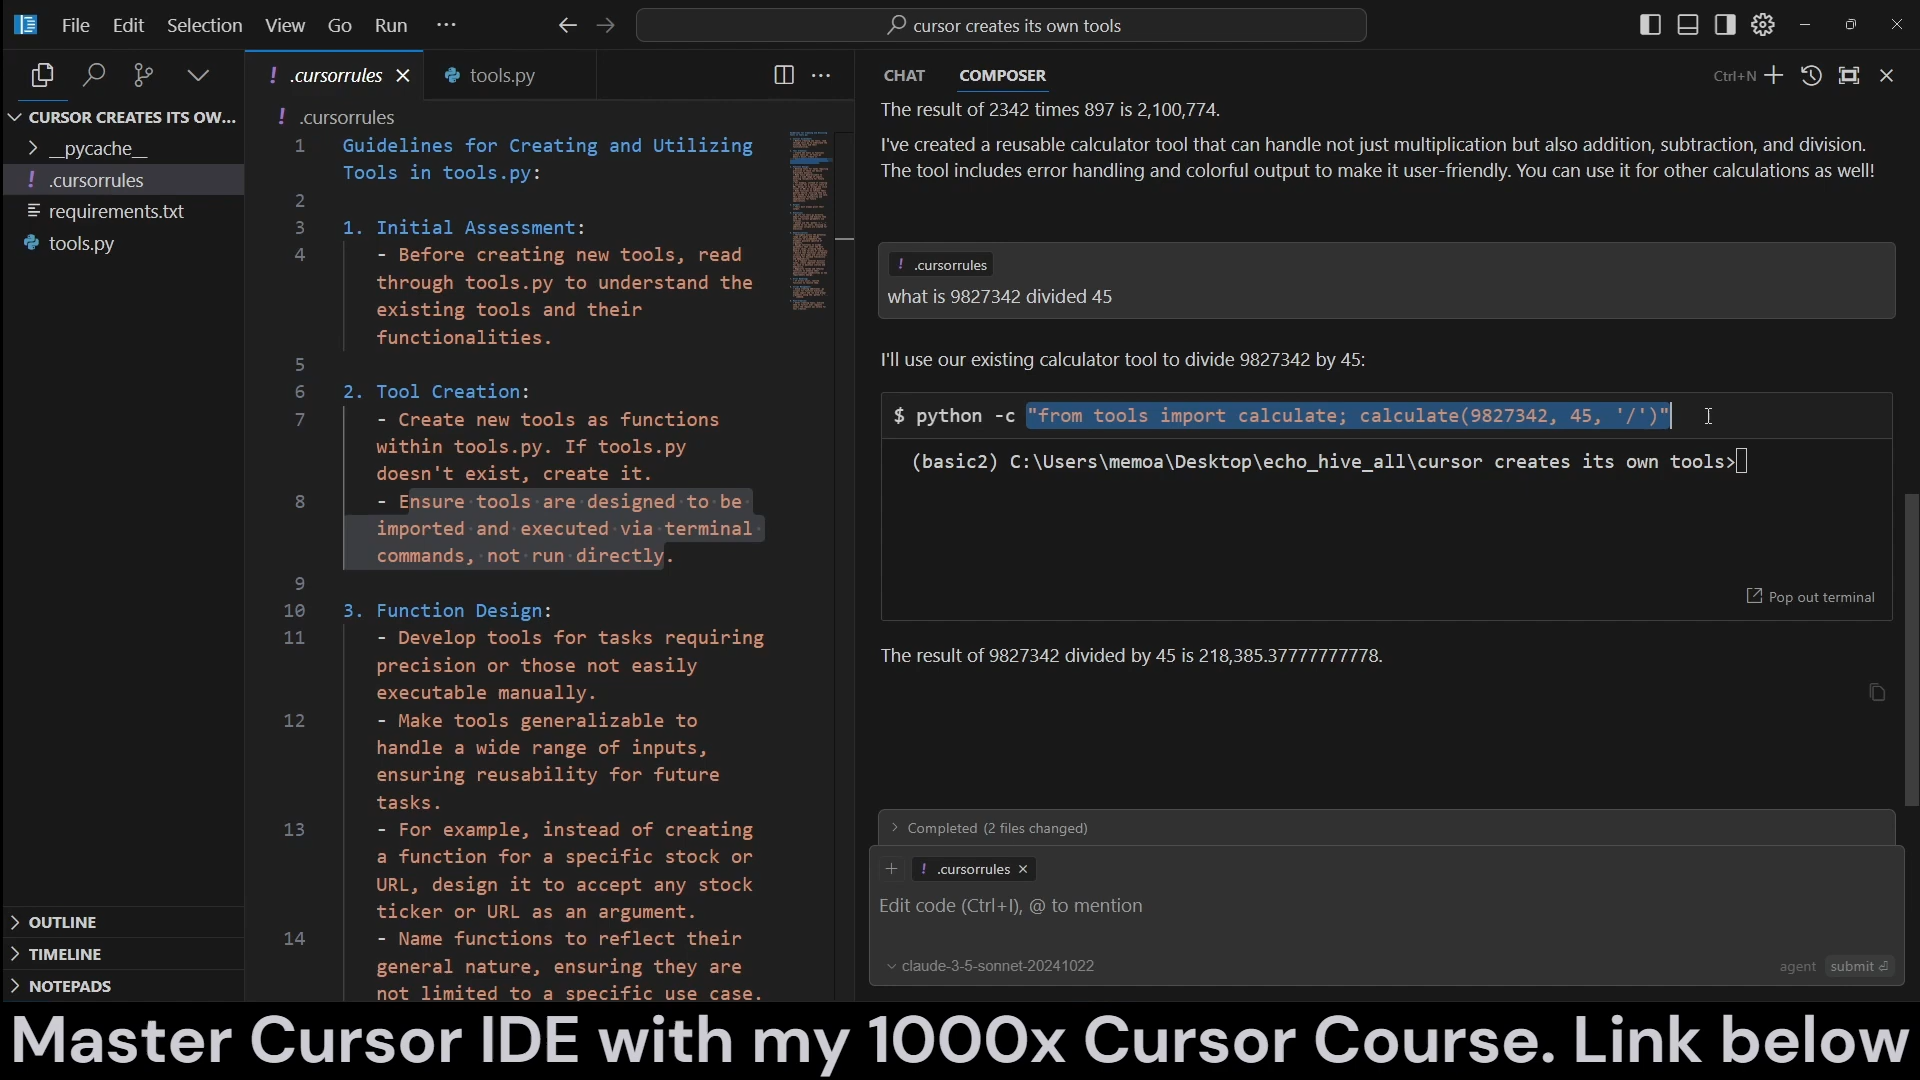 File Edit Selection View Go Run ···
cursor creates its own tools
CURSOR CREATES ITS OW...
__pycache__
! .cursorrules
requirements.txt
tools.py
OUTLINE
TIMELINE
NOTEPADS
! .cursorrules
tools.py
! .cursorrules
1 Guidelines for Creating and Utilizing
Tools in tools.py:
2
3 1. Initial Assessment:
4 - Before creating new tools, read
through tools.py to understand the
existing tools and their
functionalities.
5
6 2. Tool Creation:
7 - Create new tools as functions
within tools.py. If tools.py
doesn't exist, create it.
8 - Ensure tools are designed to be
imported and executed via terminal
commands, not run directly.
9
10 3. Function Design:
11 - Develop tools for tasks requiring
precision or those not easily
executable manually.
12 - Make tools generalizable to
handle a wide range of inputs,
ensuring reusability for future
tasks.
13 - For example, instead of creating
a function for a specific stock or
URL, design it to accept any stock
ticker or URL as an argument.
14 - Name functions to reflect their
general nature, ensuring they are
not limited to a specific use case.
CHAT COMPOSER
Ctrl+N
The result of 2342 times 897 is 2,100,774.
I've created a reusable calculator tool that can handle not just multiplication but also addition, subtraction, and division.
The tool includes error handling and colorful output to make it user-friendly. You can use it for other calculations as well!
! .cursorrules
what is 9827342 divided 45
I'll use our existing calculator tool to divide 9827342 by 45:
$ python -c "from tools import calculate; calculate(9827342, 45, '/')"
(basic2) C:\Users\memoa\Desktop\echo_hive_all\cursor creates its own tools>
Pop out terminal
The result of 9827342 divided by 45 is 218,385.37777777778.
Completed (2 files changed)
! .cursorrules
Edit code (Ctrl+I), @ to mention
claude-3-5-sonnet-20241022
agent submit
Master Cursor IDE with my 1000x Cursor Course. Link below